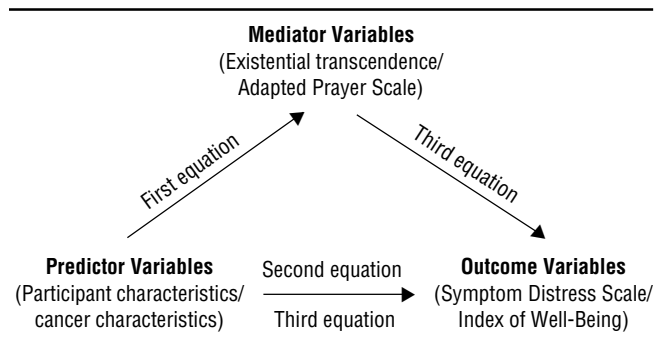 Mediator Variables
(Existential transcendence/
Adapted Prayer Scale)
First equation
Third equation
Predictor Variables
(Participant characteristics/
cancer characteristics)
Second equation
Third equation
Outcome Variables
(Symptom Distress Scale/
Index of Well-Being)